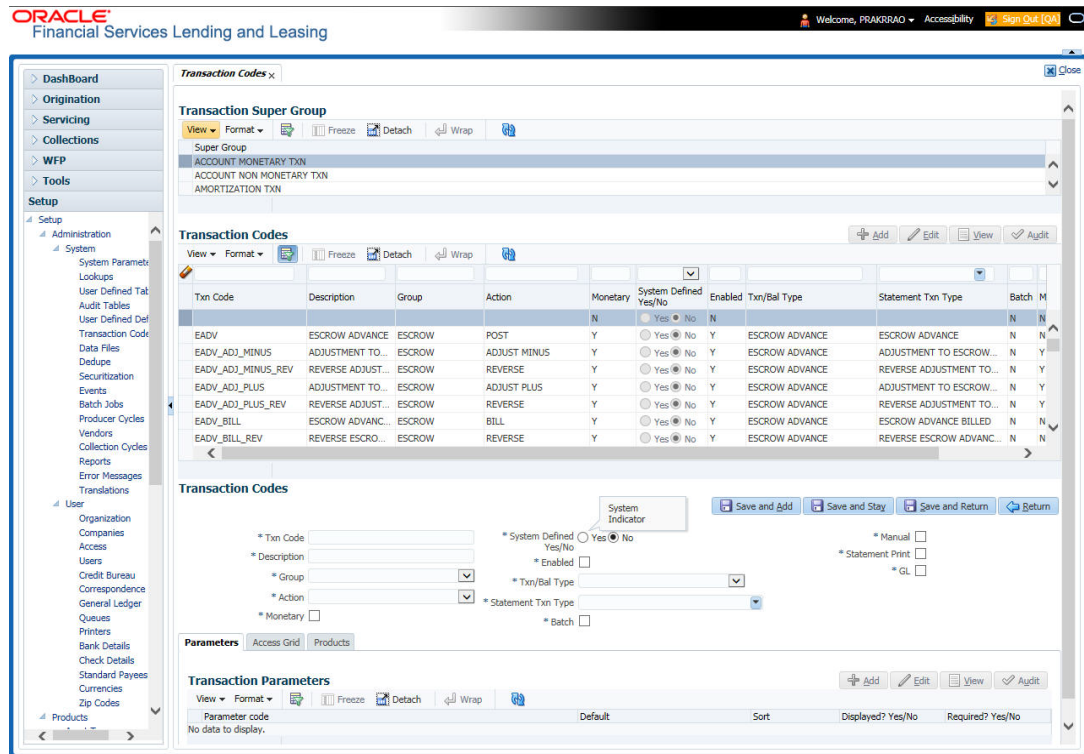 ORACLE®
Financial Services Lending and Leasing
Welcome, PRAKRRAO Accessibility Sign Out [QA]
DashBoard
Origination
Servicing
Collections
WFP
Tools
Setup
Setup
Administration
System
System Paramete
Lookups
User Defined Tab
Audit Tables
User Defined Def
Transaction Code
Data Files
Dedupe
Securitization
Events
Batch Jobs
Producer Cycles
Vendors
Collection Cycles
Reports
Error Messages
Translations
User
Organization
Companies
Access
Users
Credit Bureau
Correspondence
General Ledger
Queues
Printers
Bank Details
Check Details
Standard Payees
Currencies
Zip Codes
Products
Transaction Codes x
Close
Transaction Super Group
View Format Freeze Detach Wrap
Super Group
ACCOUNT MONETARY TXN
ACCOUNT NON MONETARY TXN
AMORTIZATION TXN
Transaction Codes
Add Edit View Audit
View Format Freeze Detach Wrap
Txn Code Description Group Action Monetary System Defined Yes/No Enabled Txn/Bal Type Statement Txn Type Batch M
N Yes No N N N
EADV ESCROW ADVANCE ESCROW POST Y Yes No Y ESCROW ADVANCE ESCROW ADVANCE N N
EADV_ADJ_MINUS ADJUSTMENT TO... ESCROW ADJUST MINUS Y Yes No Y ESCROW ADVANCE ADJUSTMENT TO ESCROW... N Y
EADV_ADJ_MINUS_REV REVERSE ADJUST... ESCROW REVERSE Y Yes No Y ESCROW ADVANCE REVERSE ADJUSTMENT TO... N Y
EADV_ADJ_PLUS ADJUSTMENT TO... ESCROW ADJUST PLUS Y Yes No Y ESCROW ADVANCE ADJUSTMENT TO ESCROW... N Y
EADV_ADJ_PLUS_REV REVERSE ADJUST... ESCROW REVERSE Y Yes No Y ESCROW ADVANCE REVERSE ADJUSTMENT TO... N Y
EADV_BILL ESCROW ADVANC... ESCROW BILL Y Yes No Y ESCROW ADVANCE ESCROW ADVANCE BILLED N N
EADV_BILL_REV REVERSE ESCRO... ESCROW REVERSE Y Yes No Y ESCROW ADVANCE REVERSE ESCROW ADVANC... N N
Transaction Codes
System Indicator
Save and Add Save and Stay Save and Return Return
* Txn Code
* Description
* Group
* Action
* Monetary
* System Defined Yes/No Yes No
* Enabled
* Txn/Bal Type
* Statement Txn Type
* Batch
* Manual
* Statement Print
* GL
Parameters Access Grid Products
Transaction Parameters
Add Edit View Audit
View Format Freeze Detach Wrap
Parameter code Default Sort Displayed? Yes/No Required? Yes/No
No data to display.